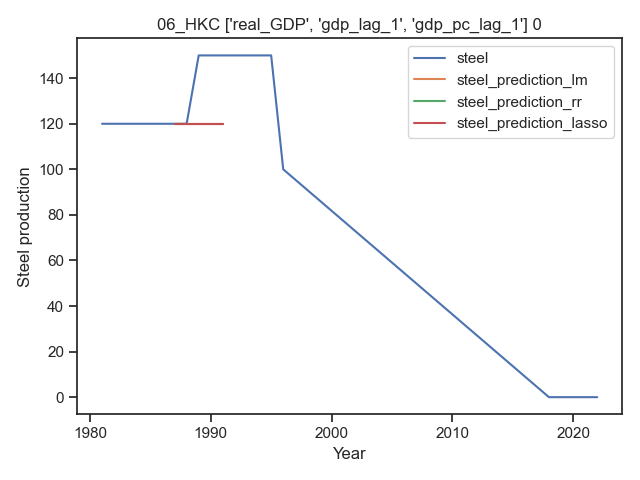 06_HKC ['real_GDP', 'gdp_lag_1', 'gdp_pc_lag_1'] 0
steel
steel_prediction_lm
steel_prediction_rr
steel_prediction_lasso
140
120
100
80
60
40
20
0
Steel production
1980
1990
2000
2010
2020
Year